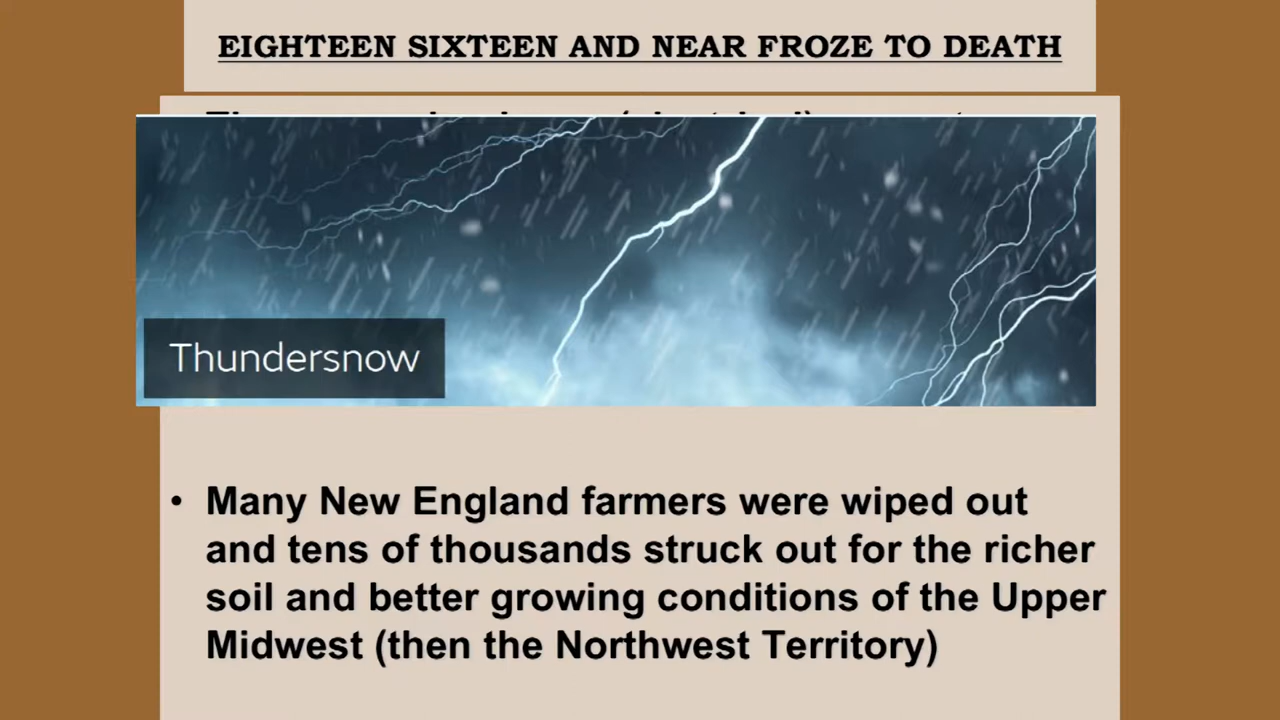 EIGHTEEN SIXTEEN AND NEAR FROZE TO DEATH
Thundersnow
• Many New England farmers were wiped out
and tens of thousands struck out for the richer
soil and better growing conditions of the Upper
Midwest (then the Northwest Territory)